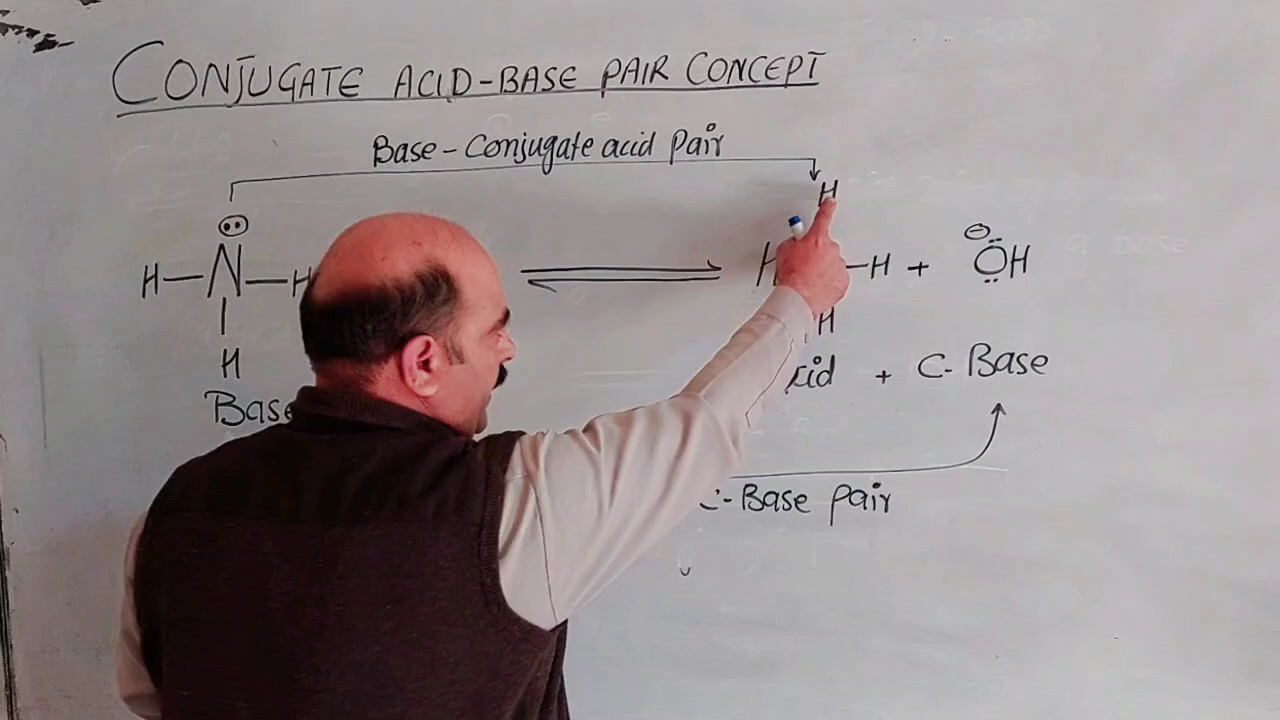 CONJUGATE ACID-BASE PAIR CONCEPT
Base - Conjugate acid Pair
H
H—N—H ⇌ H —H + ⊖ÖH
H H
Base cid + C- Base
C-Base pair